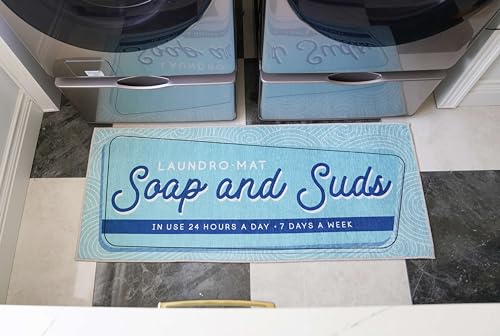 LAUNDRO-MAT
Soap and Suds
IN USE 24 HOURS A DAY • 7 DAYS A WEEK